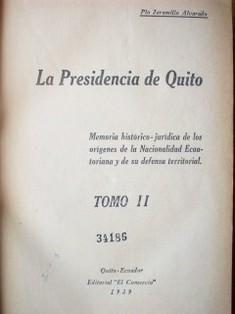 Pío Jaramillo Alvarado
La Presidencia de Quito
Memoria histórico-jurídica de los
orígenes de la Nacionalidad Ecua-
toriana y de su defensa territorial.
TOMO II
34186
Quito-Ecuador
Editorial "El Comercio"
1939